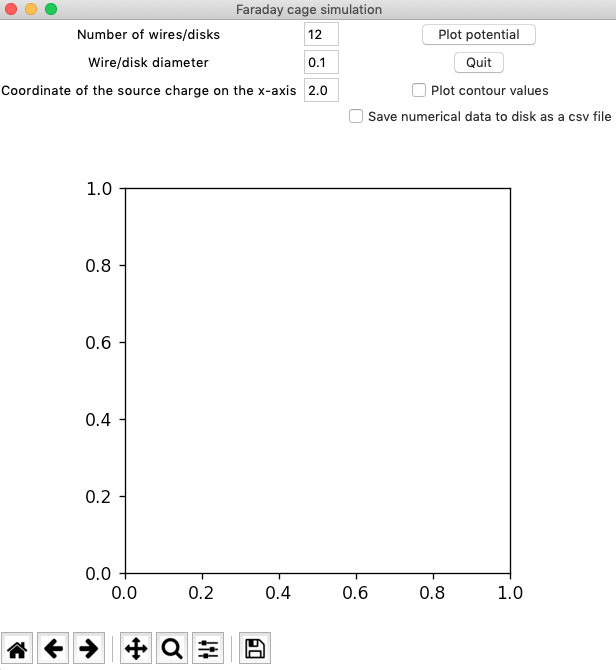 Faraday cage simulation
Number of wires/disks 12 Plot potential
Wire/disk diameter 0.1 Quit
Coordinate of the source charge on the x-axis 2.0 Plot contour values
Save numerical data to disk as a csv file
1.0
0.8
0.6
0.4
0.2
0.0
0.0 0.2 0.4 0.6 0.8 1.0